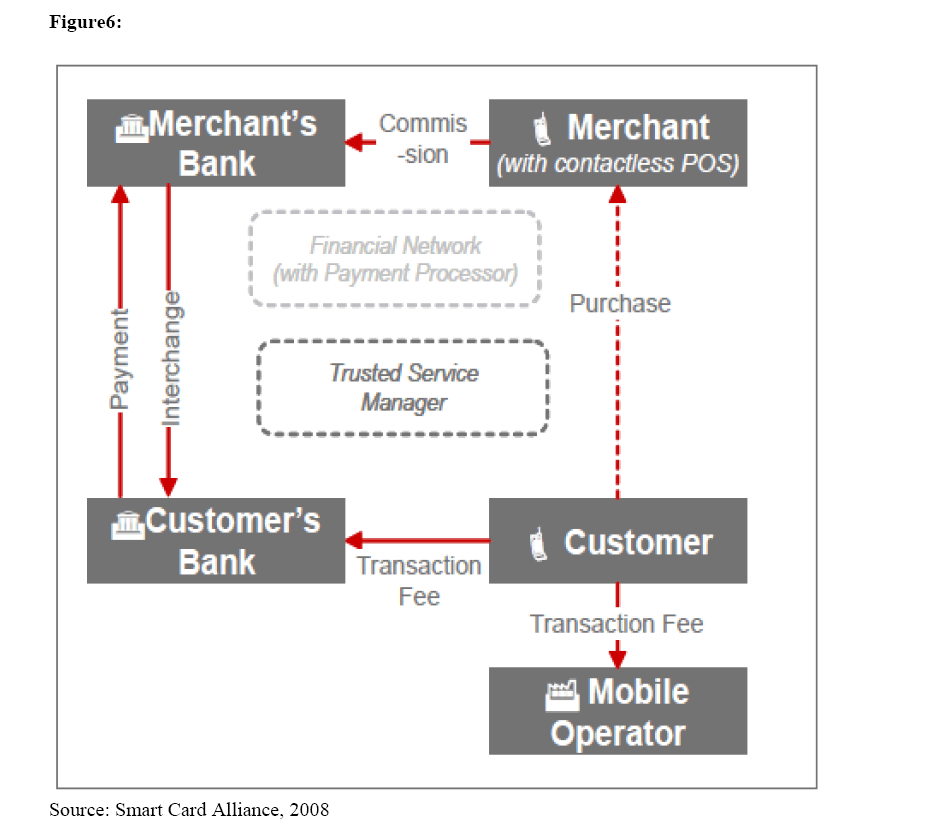 Figure6:
Merchant's
Bank
Commis
-sion
Merchant
(with contactless POS)
Financial Network
(with Payment Processor)
Purchase
Payment
Interchange
Trusted Service
Manager
Customer's
Bank
Transaction
Fee
Customer
Transaction Fee
Mobile
Operator
Source: Smart Card Alliance, 2008